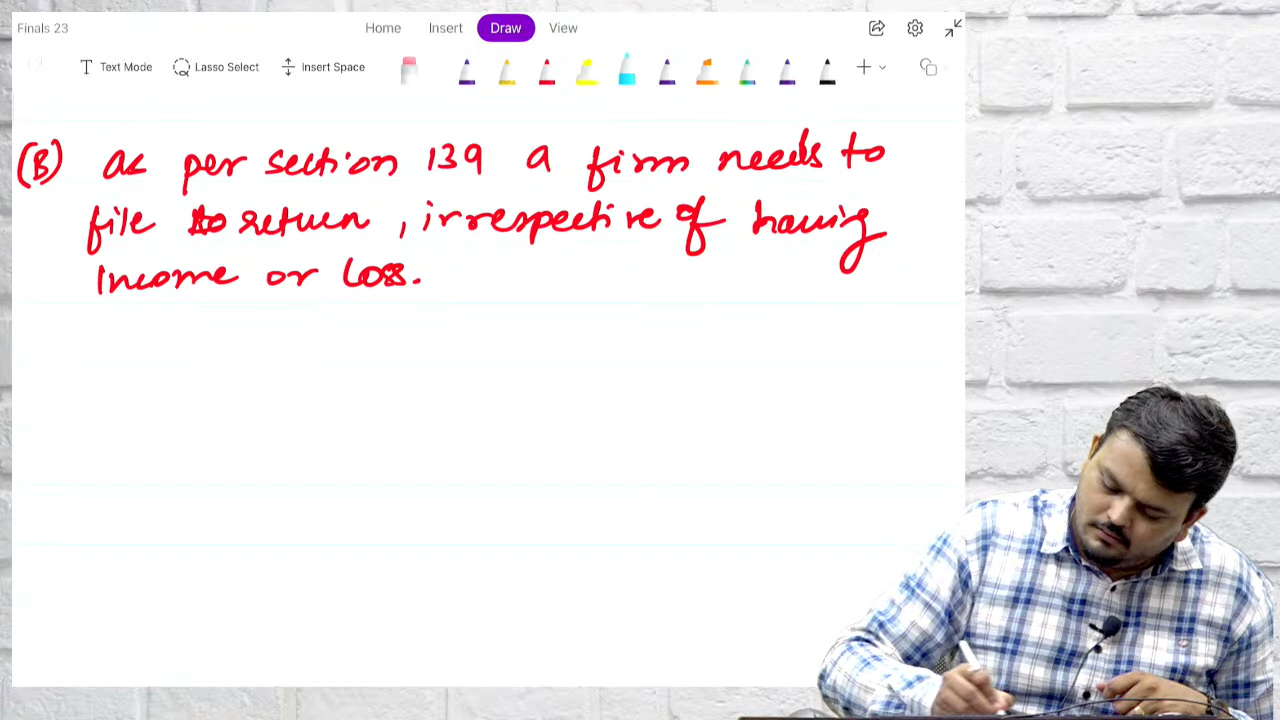 Finals 23
Home Insert Draw View
Text Mode Lasso Select Insert Space
(B) as per section 139 a firm needs to
file to return, irrespective of having
Income or loss.